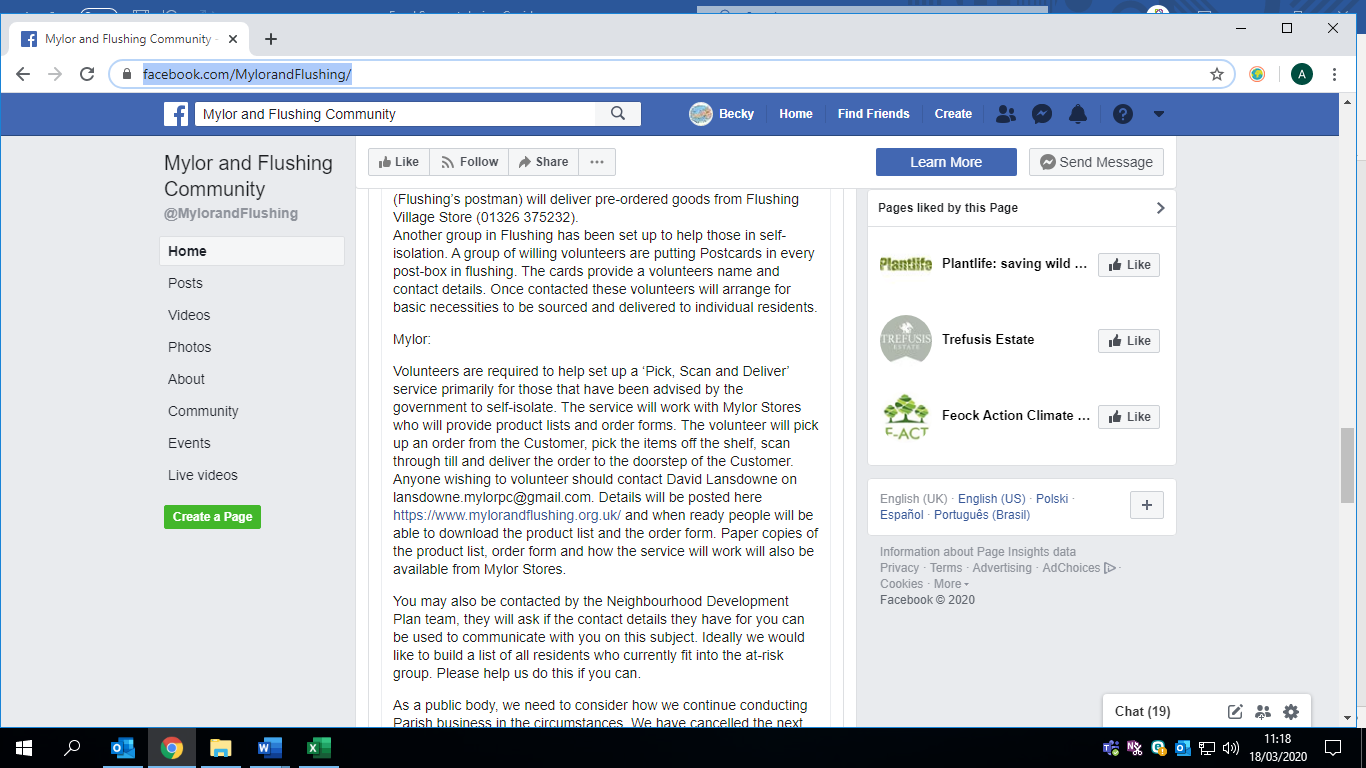 Mylor and Flushing Community -
facebook.com/MylorandFlushing/
A
Mylor and Flushing Community
Becky
Home
Find Friends
Create
Mylor and Flushing
Community
@MylorandFlushing
Home
Posts
Videos
Photos
About
Community
Events
Live videos
Create a Page
Like
Follow
Share
Learn More
Send Message
(Flushing’s postman) will deliver pre-ordered goods from Flushing
Village Store (01326 375232).
Another group in Flushing has been set up to help those in self-
isolation. A group of willing volunteers are putting Postcards in every
post-box in flushing. The cards provide a volunteers name and
contact details. Once contacted these volunteers will arrange for
basic necessities to be sourced and delivered to individual residents.
Mylor:
Volunteers are required to help set up a ‘Pick, Scan and Deliver’
service primarily for those that have been advised by the
government to self-isolate. The service will work with Mylor Stores
who will provide product lists and order forms. The volunteer will pick
up an order from the Customer, pick the items off the shelf, scan
through till and deliver the order to the doorstep of the Customer.
Anyone wishing to volunteer should contact David Lansdowne on
lansdowne.mylorpc@gmail.com. Details will be posted here
https://www.mylorandflushing.org.uk/ and when ready people will be
able to download the product list and the order form. Paper copies of
the product list, order form and how the service will work will also be
available from Mylor Stores.
You may also be contacted by the Neighbourhood Development
Plan team, they will ask if the contact details they have for you can
be used to communicate with you on this subject. Ideally we would
like to build a list of all residents who currently fit into the at-risk
group. Please help us do this if you can.
As a public body, we need to consider how we continue conducting
Parish business in the circumstances. We have cancelled the next
Pages liked by this Page
Plantlife
Plantlife: saving wild ...
Like
TREFUSIS
ESTATE
Trefusis Estate
Like
F-ACT
Feock Action Climate ...
Like
English (UK) · English (US) · Polski ·
Español · Português (Brasil)
Information about Page Insights data
Privacy · Terms · Advertising · AdChoices ·
Cookies · More
Facebook © 2020
Chat (19)
11:18
18/03/2020